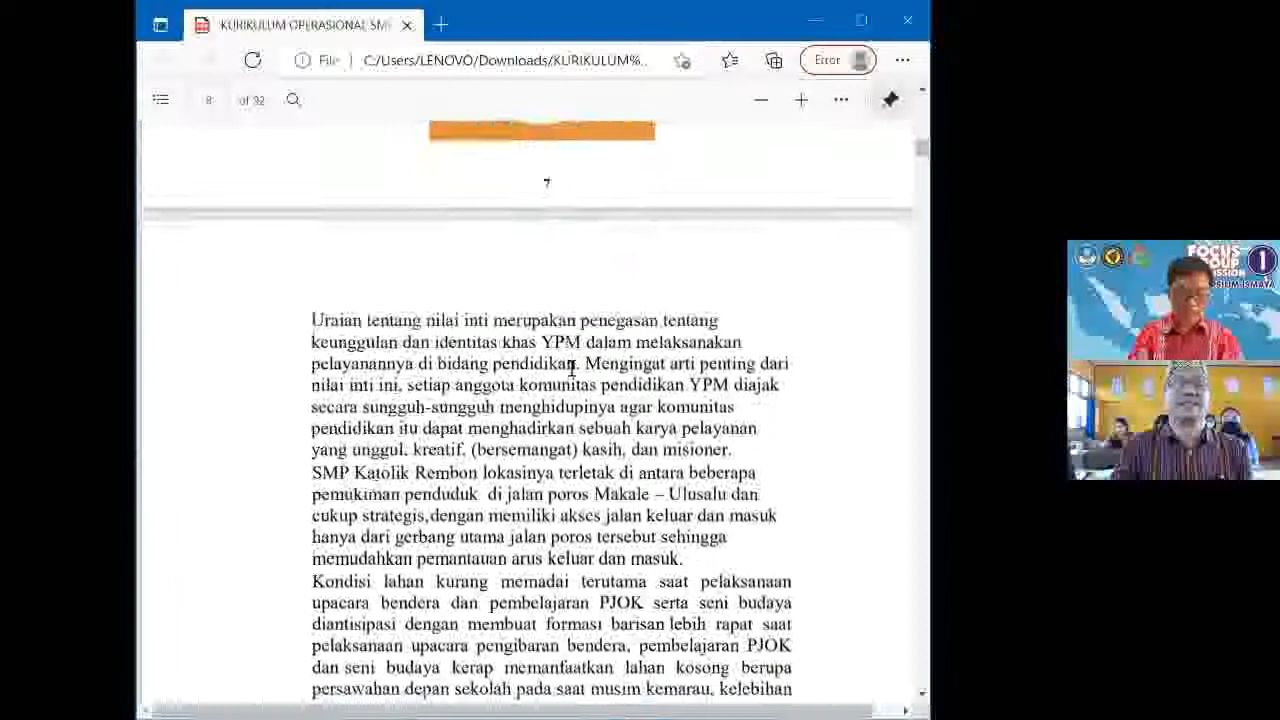 KURIKULUM OPERASIONAL SM
File
C:/Users/LENOVO/Downloads/KURIKULUM%...
Error
8 of 92
7
Uraian tentang nilai inti merupakan penegasan tentang
keunggulan dan identitas khas YPM dalam melaksanakan
pelayanannya di bidang pendidikan. Mengingat arti penting dari
nilai inti ini, setiap anggota komunitas pendidikan YPM diajak
secara sungguh-sungguh menghidupinya agar komunitas
pendidikan itu dapat menghadirkan sebuah karya pelayanan
yang unggul, kreatif, (bersemangat) kasih, dan misioner.
SMP Katolik Rembon lokasinya terletak di antara beberapa
pemukiman penduduk di jalan poros Makale – Ulusalu dan
cukup strategis,dengan memiliki akses jalan keluar dan masuk
hanya dari gerbang utama jalan poros tersebut sehingga
memudahkan pemantauan arus keluar dan masuk.
Kondisi lahan kurang memadai terutama saat pelaksanaan
upacara bendera dan pembelajaran PJOK serta seni budaya
diantisipasi dengan membuat formasi barisan lebih rapat saat
pelaksanaan upacara pengibaran bendera, pembelajaran PJOK
dan seni budaya kerap memanfaatkan lahan kosong berupa
persawahan depan sekolah pada saat musim kemarau, kelebihan
FOCUS
1